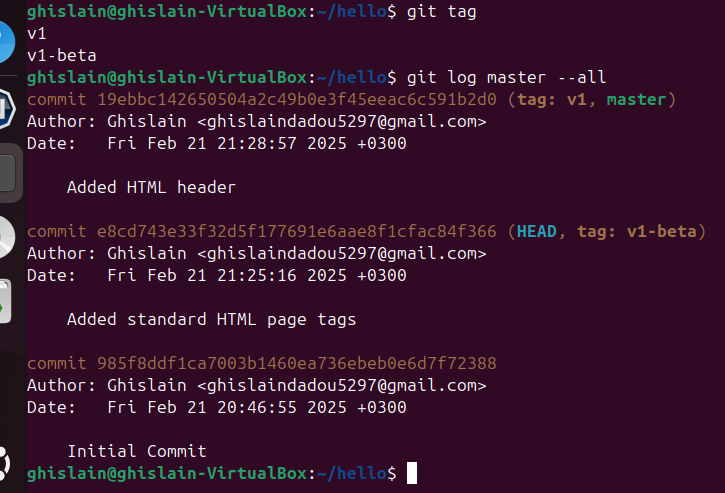 ghislain@ghislain-VirtualBox:~/hello$ git tag
v1
v1-beta
ghislain@ghislain-VirtualBox:~/hello$ git log master --all
commit 19ebbc142650504a2c49b0e3f45eeac6c591b2d0 (tag: v1, master)
Author: Ghislain <ghislaindadou5297@gmail.com>
Date:   Fri Feb 21 21:28:57 2025 +0300
    Added HTML header
commit e8cd743e33f32d5f177691e6aae8f1cfac84f366 (HEAD, tag: v1-beta)
Author: Ghislain <ghislaindadou5297@gmail.com>
Date:   Fri Feb 21 21:25:16 2025 +0300
    Added standard HTML page tags
commit 985f8ddf1ca7003b1460ea736ebeb0e6d7f72388
Author: Ghislain <ghislaindadou5297@gmail.com>
Date:   Fri Feb 21 20:46:55 2025 +0300
    Initial Commit
ghislain@ghislain-VirtualBox:~/hello$